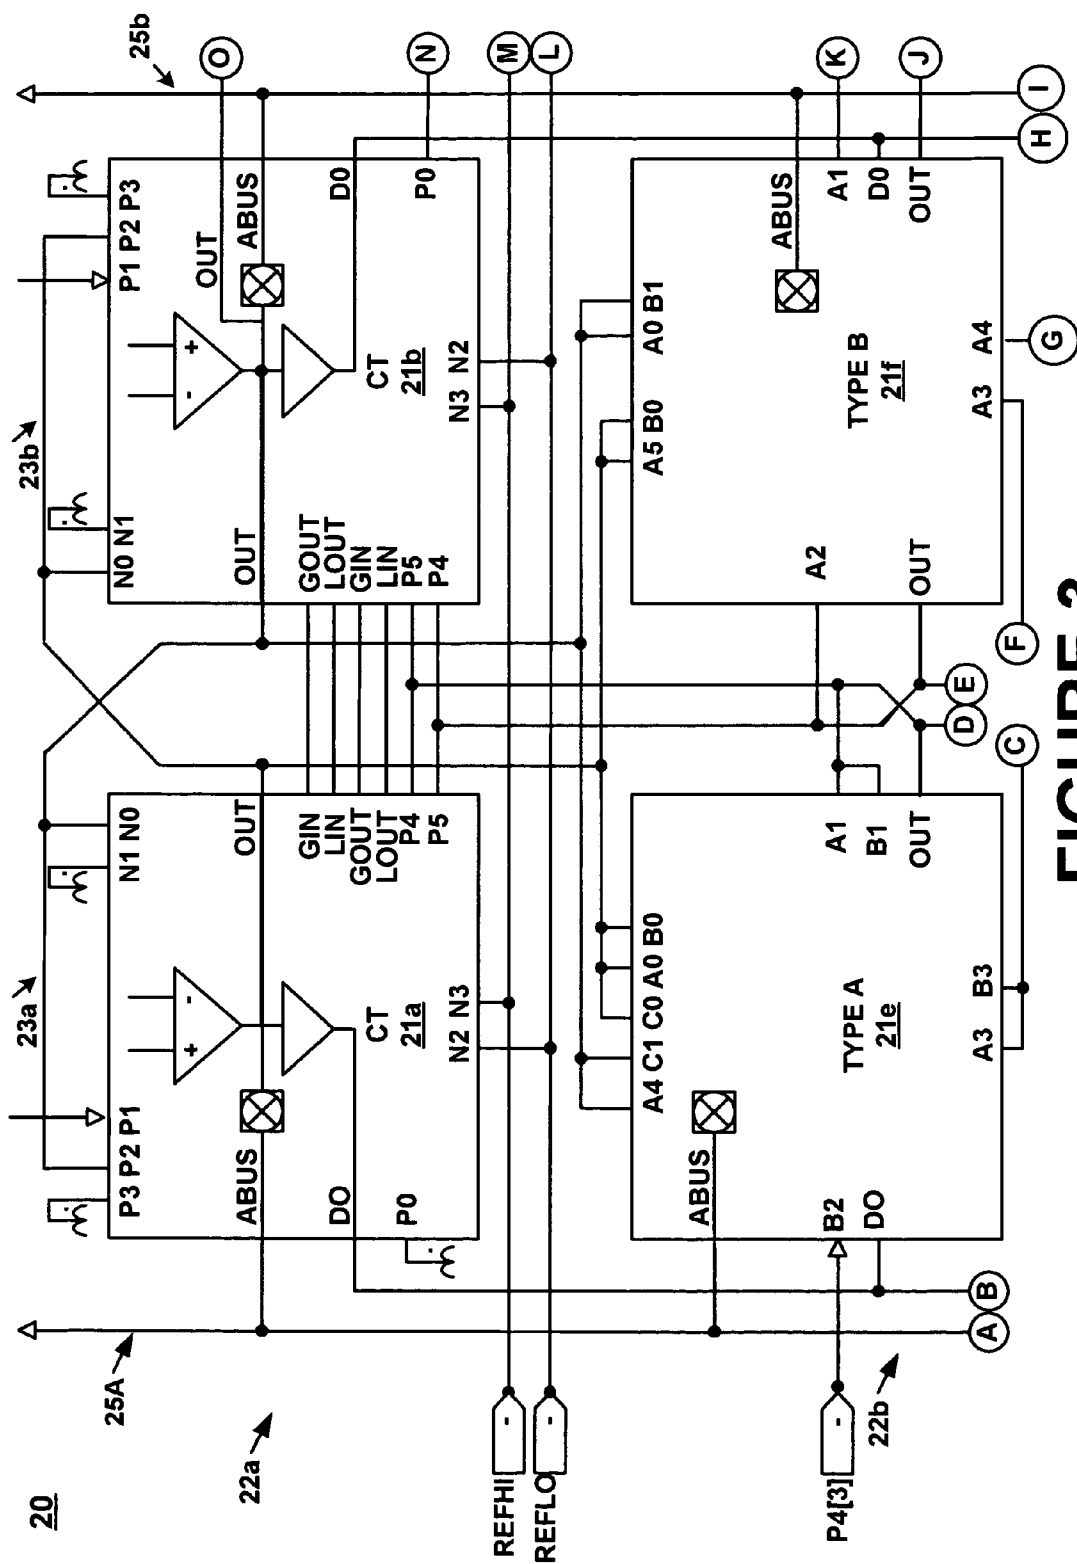 20
23a
23b
25A
25b
22a
P3 P2 P1
N1 N0
N0 N1
P1 P2 P3
+ -
- +
O
ABUS
OUT
OUT
OUT
ABUS
DO
CT
21a
GIN
LIN
GOUT
LOUT
P4
P5
GOUT
LOUT
GIN
LIN
P5
P4
CT
21b
D0
P0
P0
N
N2 N3
N3 N2
REFHI
-
M
REFLO
-
L
A4 C1 C0 A0 B0
A5 B0
A0 B1
ABUS
ABUS
P4[3]
-
B2
DO
TYPE A
21e
A1
B1
OUT
A2
OUT
TYPE B
21f
A1
D0
OUT
K
J
22b
A3 B3
A3 A4
A
B
C
D
E
F
G
H
I
FIGURE